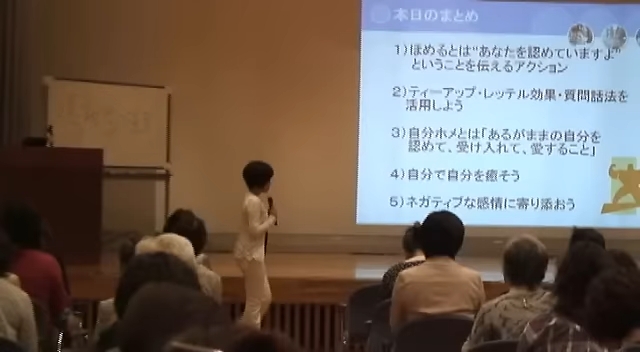 本日のまとめ
1）ほめるとは“あなたを認めていますよ”
ということを伝えるアクション
2）ティーアップ・レッテル効果・質問話法を
活用しよう
3）自分ホメとは「あるがままの自分を
認めて、受け入れて、愛すること」
4）自分で自分を癒そう
5）ネガティブな感情に寄り添おう